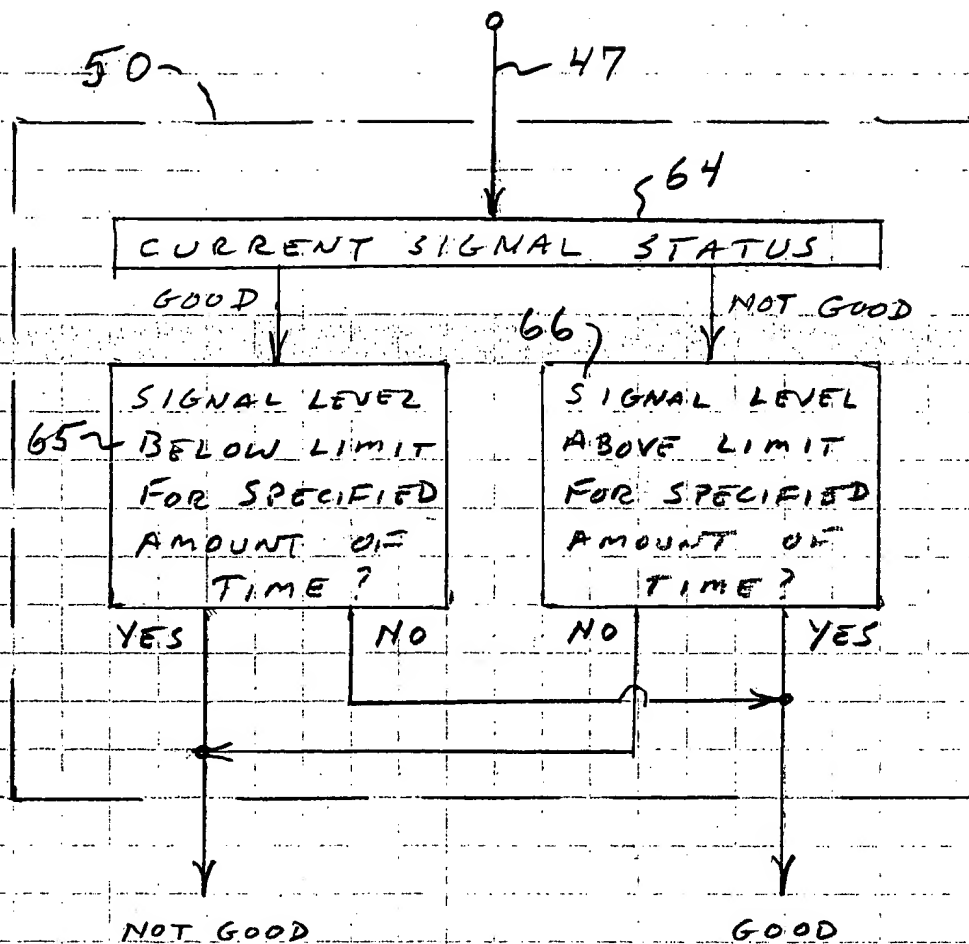 50
47
64
CURRENT SIGNAL STATUS
GOOD
NOT GOOD
66
65
SIGNAL LEVEL
BELOW LIMIT
FOR SPECIFIED
AMOUNT OF
TIME?
SIGNAL LEVEL
ABOVE LIMIT
FOR SPECIFIED
AMOUNT OF
TIME?
YES
NO
NO
YES
NOT GOOD
GOOD